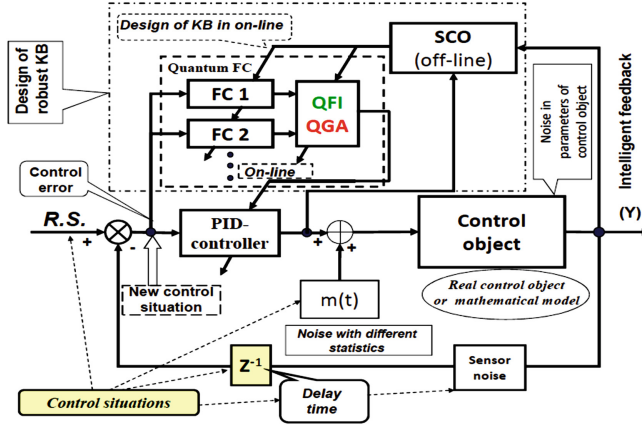 Design of KB in on-line
SCO
(off-line)
Design of
robust KB
Quantum FC
FC 1
FC 2
QFI
QGA
On-line
Noise in
parameters of
control object
Intelligent feedback
(Y)
Control
error
R.S.
+
-
PID-
controller
+
+
Control
object
New control
situation
m(t)
Real control object
or mathematical model
Noise with different
statistics
Z-1
Sensor
noise
Control situations
Delay
time